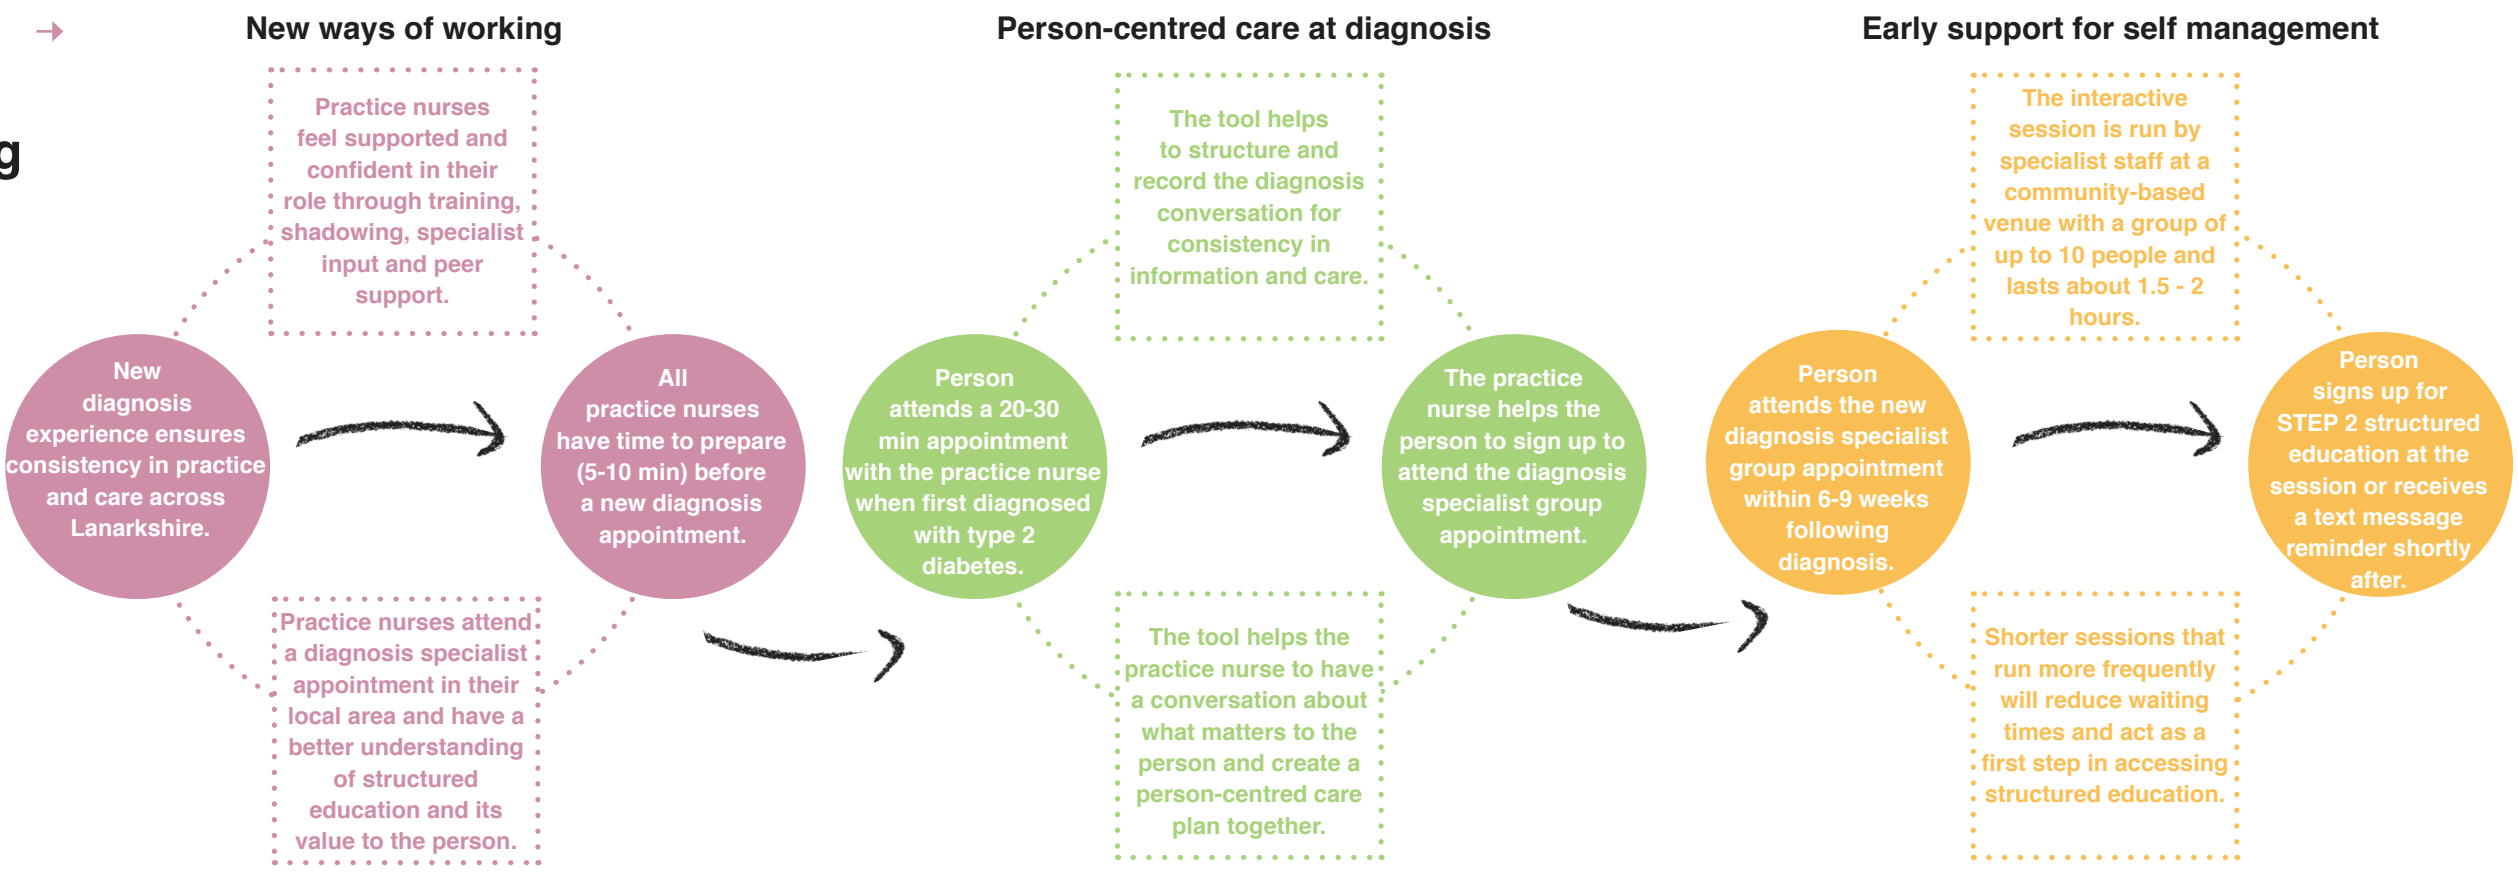 New ways of working
Person-centred care at diagnosis
Early support for self management
g
Practice nurses
feel supported and
confident in their
role through training,
shadowing, specialist
input and peer
support.
New
diagnosis
experience ensures
consistency in practice
and care across
Lanarkshire.
All
practice nurses
have time to prepare
(5-10 min) before
a new diagnosis
appointment.
Practice nurses attend
a diagnosis specialist
appointment in their
local area and have a
better understanding
of structured
education and its
value to the person.
The tool helps
to structure and
record the diagnosis
conversation for
consistency in
information and care.
Person
attends a 20-30
min appointment
with the practice nurse
when first diagnosed
with type 2
diabetes.
The practice
nurse helps the
person to sign up to
attend the diagnosis
specialist group
appointment.
The tool helps the
practice nurse to have
a conversation about
what matters to the
person and create a
person-centred care
plan together.
The interactive
session is run by
specialist staff at a
community-based
venue with a group of
up to 10 people and
lasts about 1.5 - 2
hours.
Person
attends the new
diagnosis specialist
group appointment
within 6-9 weeks
following
diagnosis.
Person
signs up for
STEP 2 structured
education at the
session or receives
a text message
reminder shortly
after.
Shorter sessions that
run more frequently
will reduce waiting
times and act as a
first step in accessing
structured education.